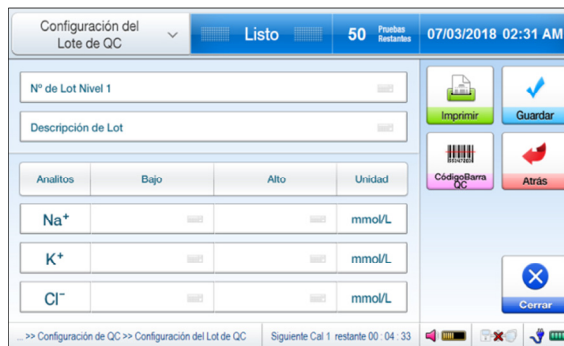 Configuración del
Lote de QC
Listo
50 Pruebas Restantes
07/03/2018 02:31 AM
Nº de Lot Nivel 1
Descripción de Lot
Imprimir
Guardar
CódigoBarra
QC
Atrás
Analitos Bajo Alto Unidad
Na⁺ mmol/L
K⁺ mmol/L
Cl⁻ mmol/L
Cerrar
... >> Configuración de QC >> Configuración del Lot de QC
Siguiente Cal 1 restante 00 : 04 : 33